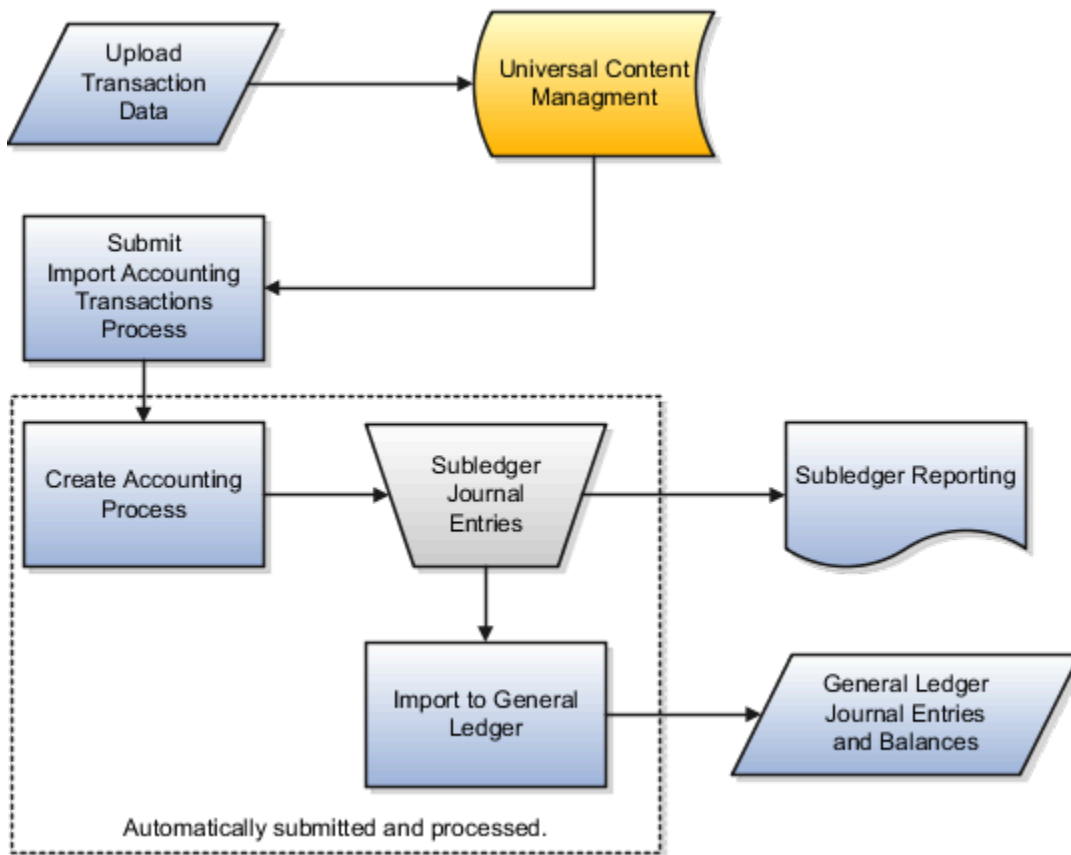 Upload
Transaction
Data
Universal Content
Managment
Submit
Import Accounting
Transactions
Process
Create Accounting
Process
Subledger
Journal
Entries
Subledger Reporting
Import to General
Ledger
General Ledger
Journal Entries
and Balances
Automatically submitted and processed.